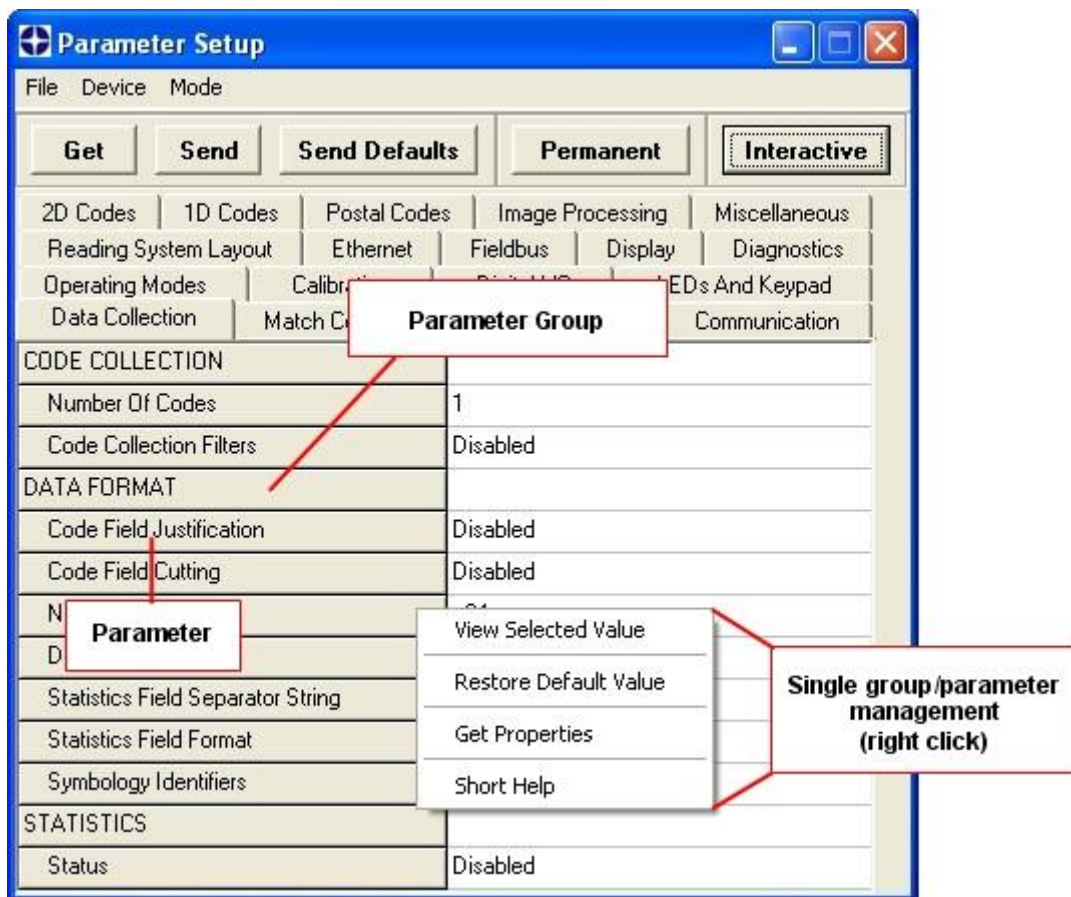 Parameter Setup
File Device Mode
Get Send Send Defaults Permanent Interactive
2D Codes 1D Codes Postal Codes Image Processing Miscellaneous
Reading System Layout Ethernet Fieldbus Display Diagnostics
Operating Modes And Keypad
Data Collection Match Communication
Parameter Group
CODE COLLECTION
Number Of Codes 1
Code Collection Filters Disabled
DATA FORMAT
Code Field Justification Disabled
Code Field Cutting Disabled
Parameter
View Selected Value
Restore Default Value
Get Properties
Short Help
Single group/parameter
management
(right click)
Statistics Field Separator String
Statistics Field Format
Symbology Identifiers
STATISTICS
Status Disabled